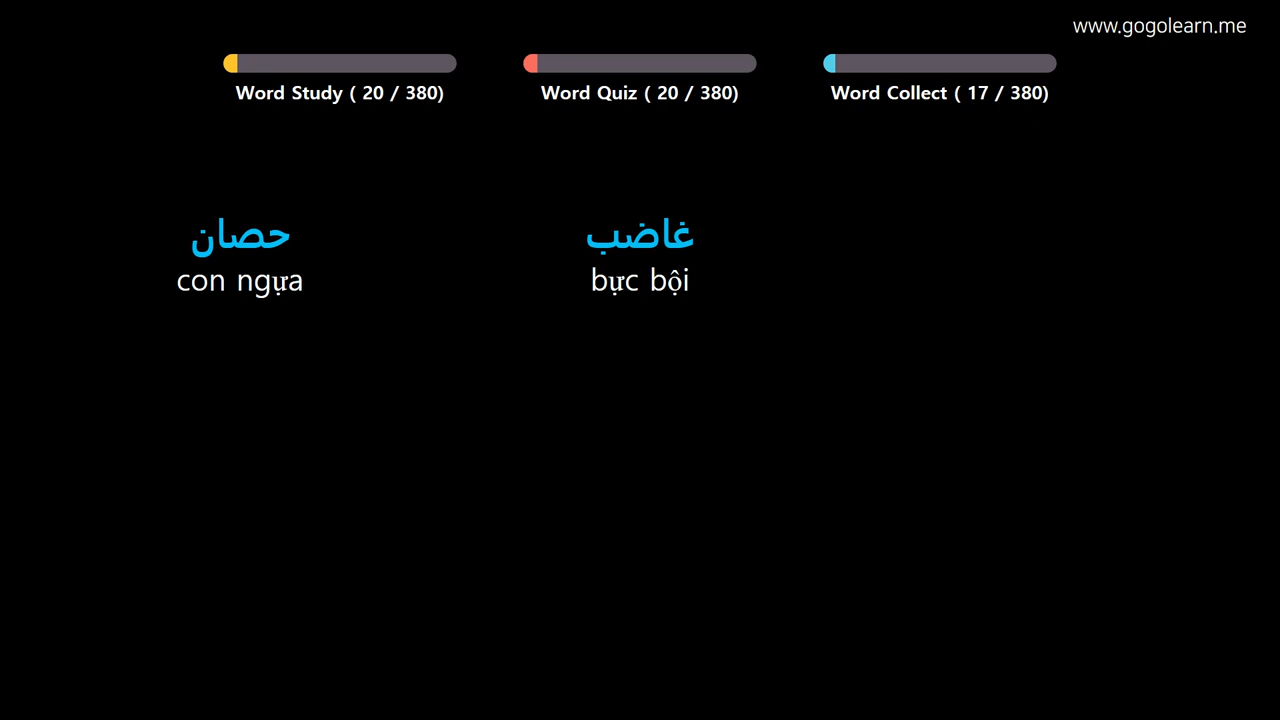 www.gogolearn.me
Word Study ( 20 / 380)
Word Quiz ( 20 / 380)
Word Collect ( 17 / 380)
حصان
con ngựa
غاضب
bực bội